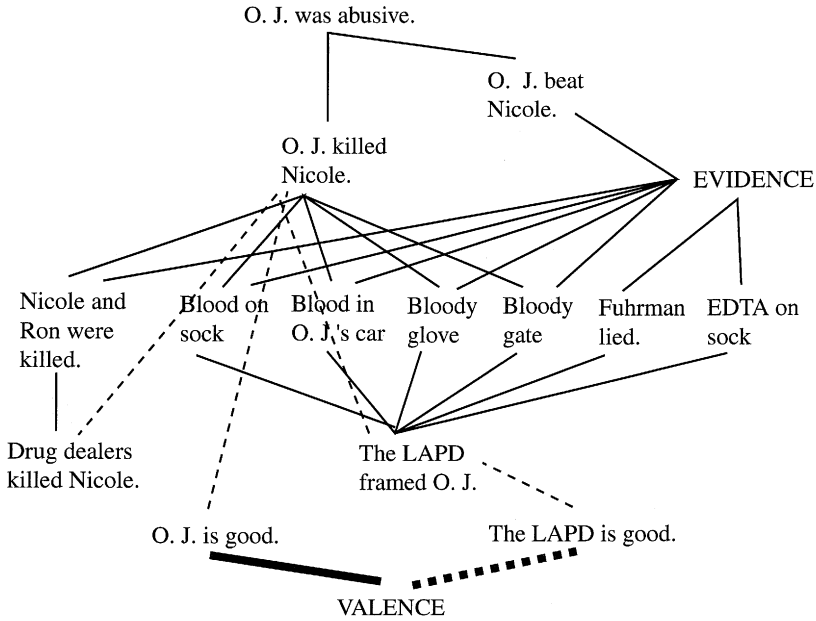 O. J. was abusive.
O. J. beat
Nicole.
O. J. killed
Nicole.
EVIDENCE
Nicole and
Ron were
killed.
Blood on
sock
Blood in
O. J.'s car
Bloody
glove
Bloody
gate
Fuhrman
lied.
EDTA on
sock
Drug dealers
killed Nicole.
The LAPD
framed O. J.
O. J. is good.
The LAPD is good.
VALENCE